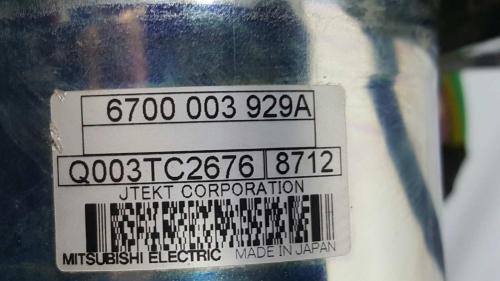 6700 003 929A
Q003TC2676 8712
JTEKT CORPORATION
MITSUBISHI ELECTRIC MADE IN JAPAN